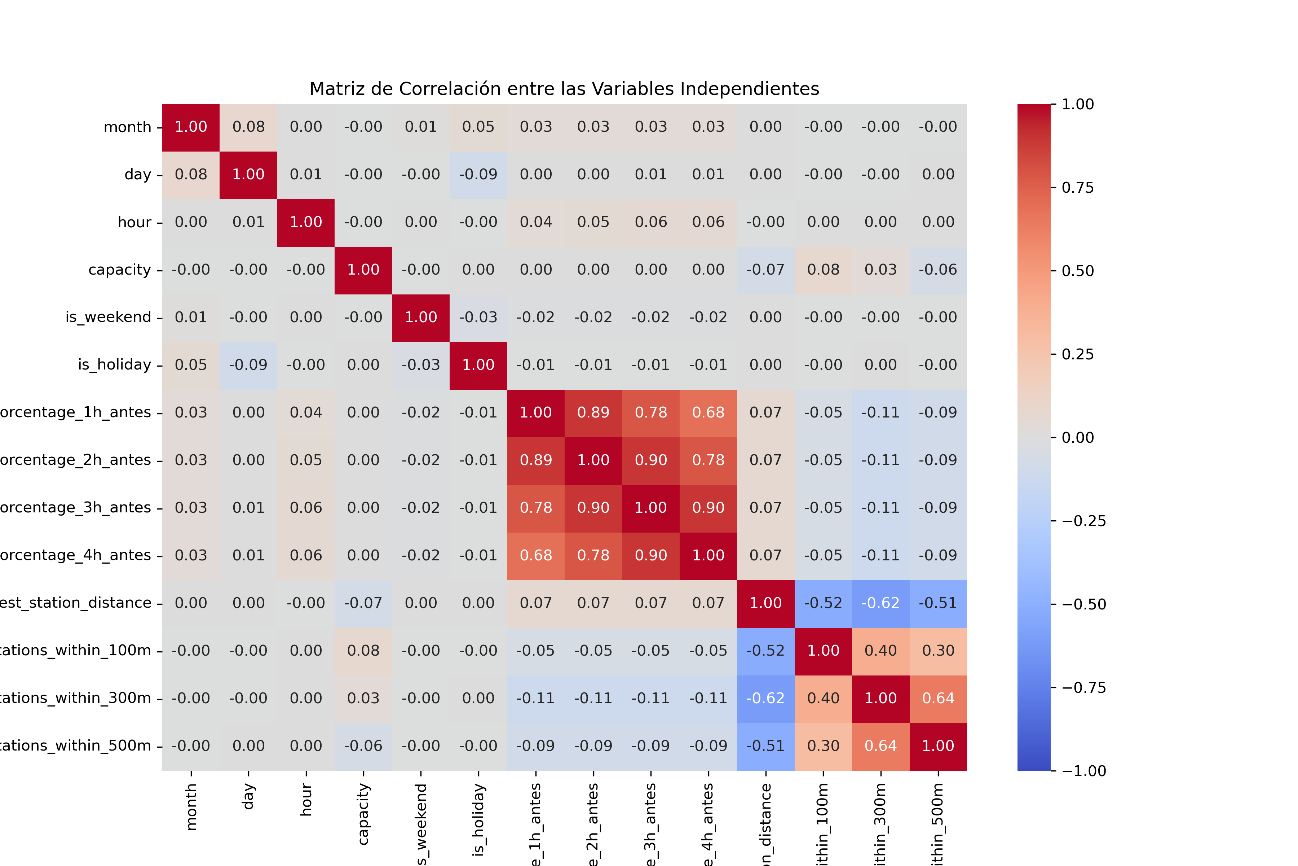 Matriz de Correlación entre las Variables Independientes
month 1.00 0.08 0.00 -0.00 0.01 0.05 0.03 0.03 0.03 0.03 0.00 -0.00 -0.00 -0.00
day 0.08 1.00 0.01 -0.00 -0.00 -0.09 0.00 0.00 0.01 0.01 0.00 -0.00 -0.00 0.00
hour 0.00 0.01 1.00 -0.00 0.00 -0.00 0.04 0.05 0.06 0.06 -0.00 0.00 0.00 0.00
capacity -0.00 -0.00 -0.00 1.00 -0.00 0.00 0.00 0.00 0.00 0.00 -0.07 0.08 0.03 -0.06
is_weekend 0.01 -0.00 0.00 -0.00 1.00 -0.03 -0.02 -0.02 -0.02 -0.02 0.00 -0.00 -0.00 -0.00
is_holiday 0.05 -0.09 -0.00 0.00 -0.03 1.00 -0.01 -0.01 -0.01 -0.01 0.00 -0.00 0.00 -0.00
orcentage_1h_antes 0.03 0.00 0.04 0.00 -0.02 -0.01 1.00 0.89 0.78 0.68 0.07 -0.05 -0.11 -0.09
orcentage_2h_antes 0.03 0.00 0.05 0.00 -0.02 -0.01 0.89 1.00 0.90 0.78 0.07 -0.05 -0.11 -0.09
orcentage_3h_antes 0.03 0.01 0.06 0.00 -0.02 -0.01 0.78 0.90 1.00 0.90 0.07 -0.05 -0.11 -0.09
orcentage_4h_antes 0.03 0.01 0.06 0.00 -0.02 -0.01 0.68 0.78 0.90 1.00 0.07 -0.05 -0.11 -0.09
est_station_distance 0.00 0.00 -0.00 -0.07 0.00 0.00 0.07 0.07 0.07 0.07 1.00 -0.52 -0.62 -0.51
tations_within_100m -0.00 -0.00 0.00 0.08 -0.00 -0.00 -0.05 -0.05 -0.05 -0.05 -0.52 1.00 0.40 0.30
tations_within_300m -0.00 -0.00 0.00 0.03 -0.00 0.00 -0.11 -0.11 -0.11 -0.11 -0.62 0.40 1.00 0.64
tations_within_500m -0.00 0.00 0.00 -0.06 -0.00 -0.00 -0.09 -0.09 -0.09 -0.09 -0.51 0.30 0.64 1.00
month
day
hour
capacity
s_weekend
is_holiday
e_1h_antes
e_2h_antes
e_3h_antes
e_4h_antes
on_distance
ithin_100m
ithin_300m
ithin_500m
1.00
0.75
0.50
0.25
0.00
−0.25
−0.50
−0.75
−1.00